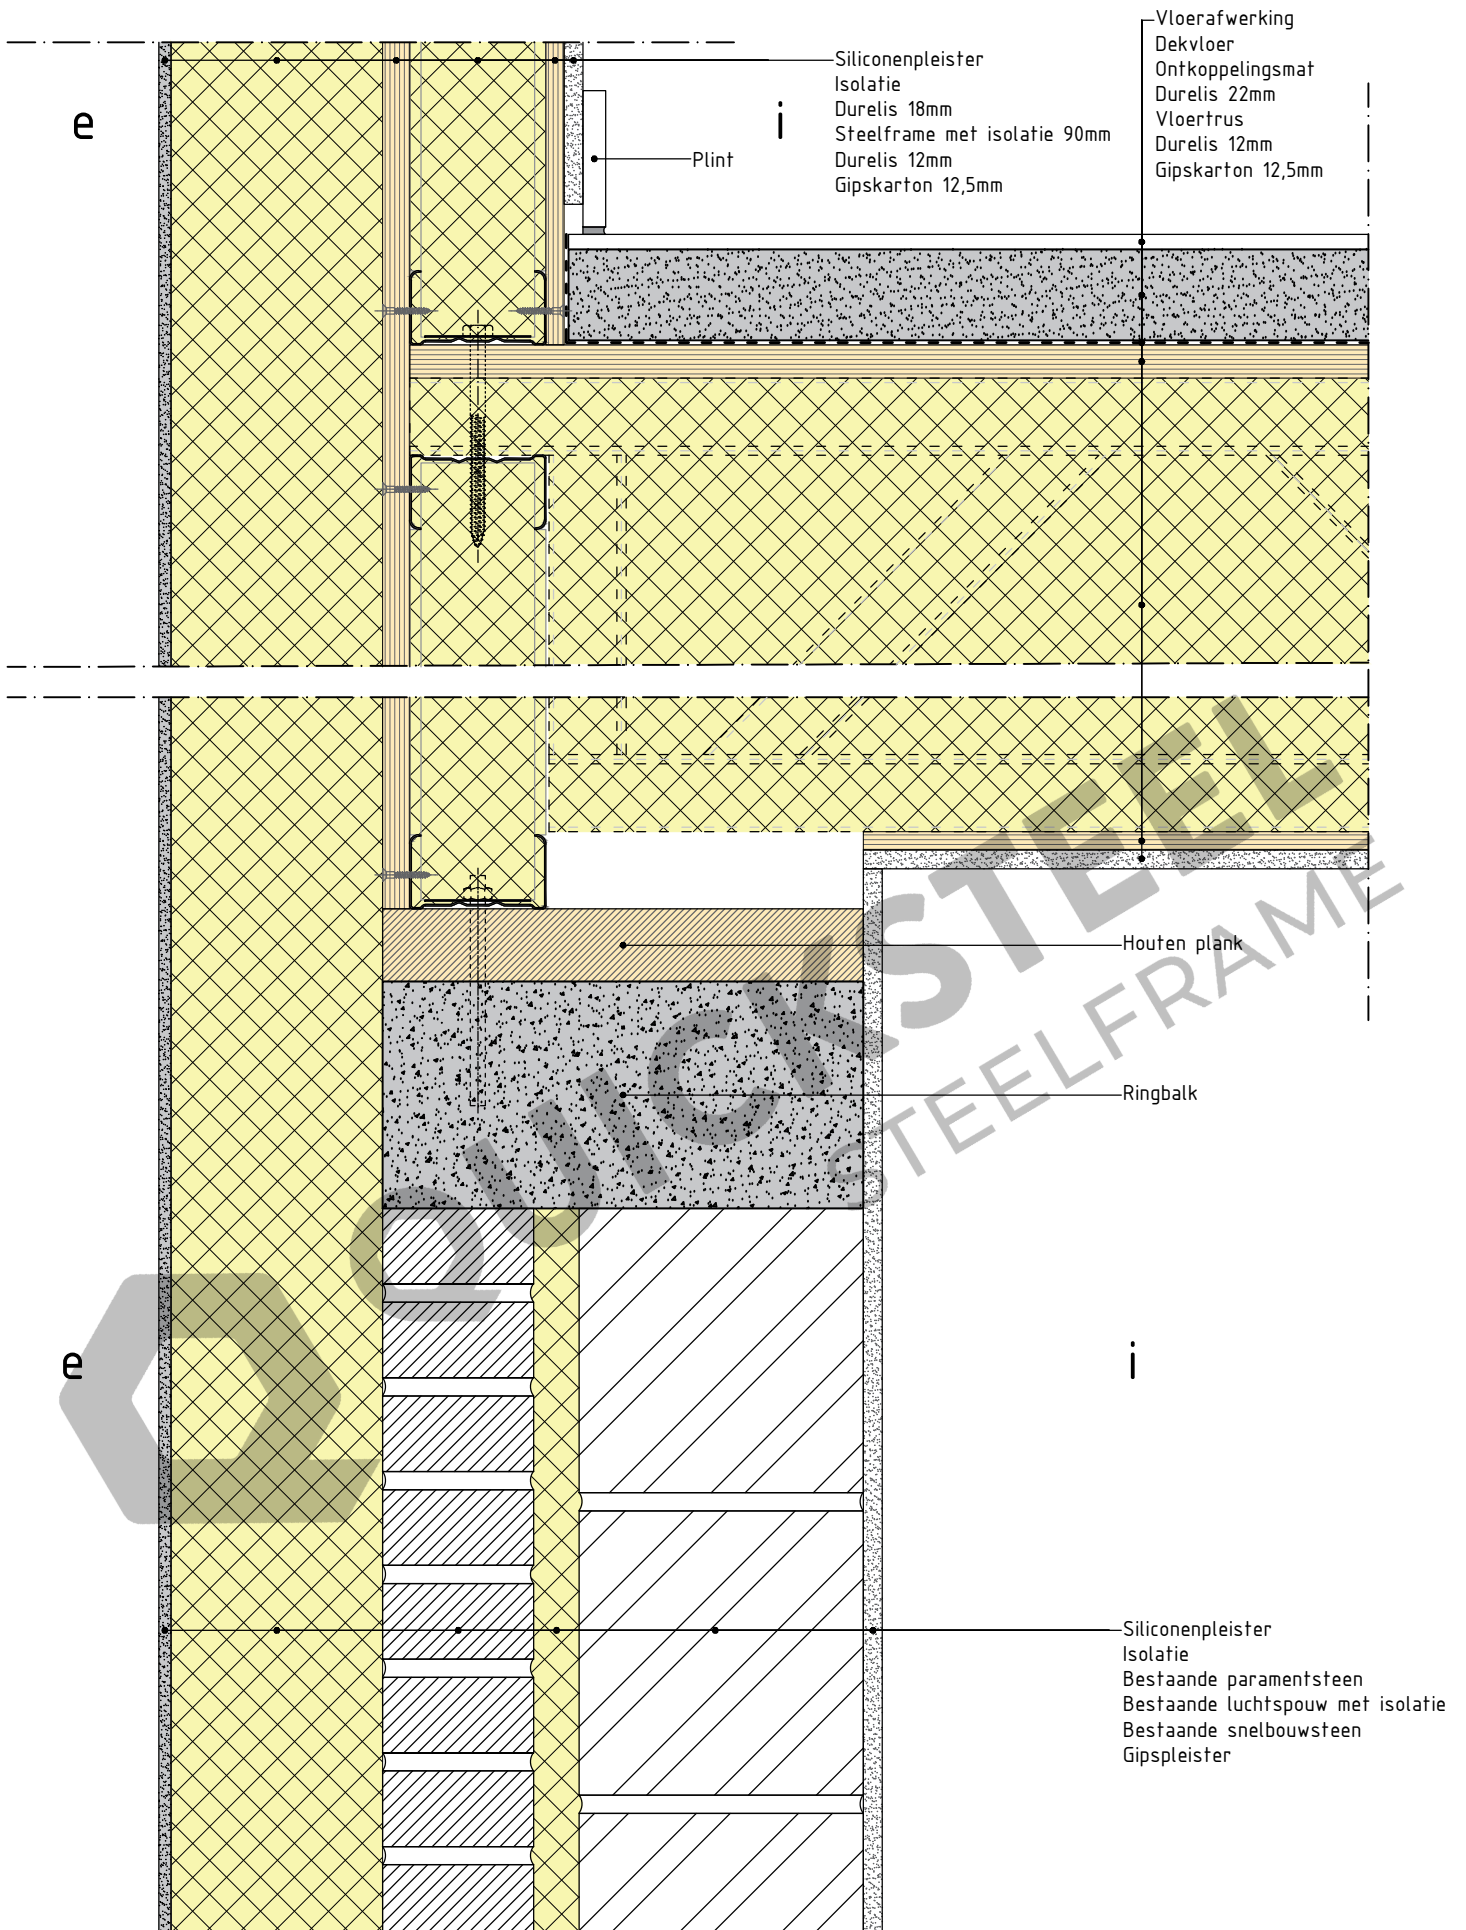 Vloerafwerking
Dekvloer
Ontkoppelingsmat
Durelis 22mm
Vloertrus
Durelis 12mm
Gipskarton 12,5mm
Siliconenpleister
Isolatie
Durelis 18mm
Steelframe met isolatie 90mm
Durelis 12mm
Gipskarton 12,5mm
e
i
Plint
Houten plank
Ringbalk
QUICKSTEEL
STEELFRAME
e
i
Siliconenpleister
Isolatie
Bestaande paramentsteen
Bestaande luchtspouw met isolatie
Bestaande snelbouwsteen
Gipspleister